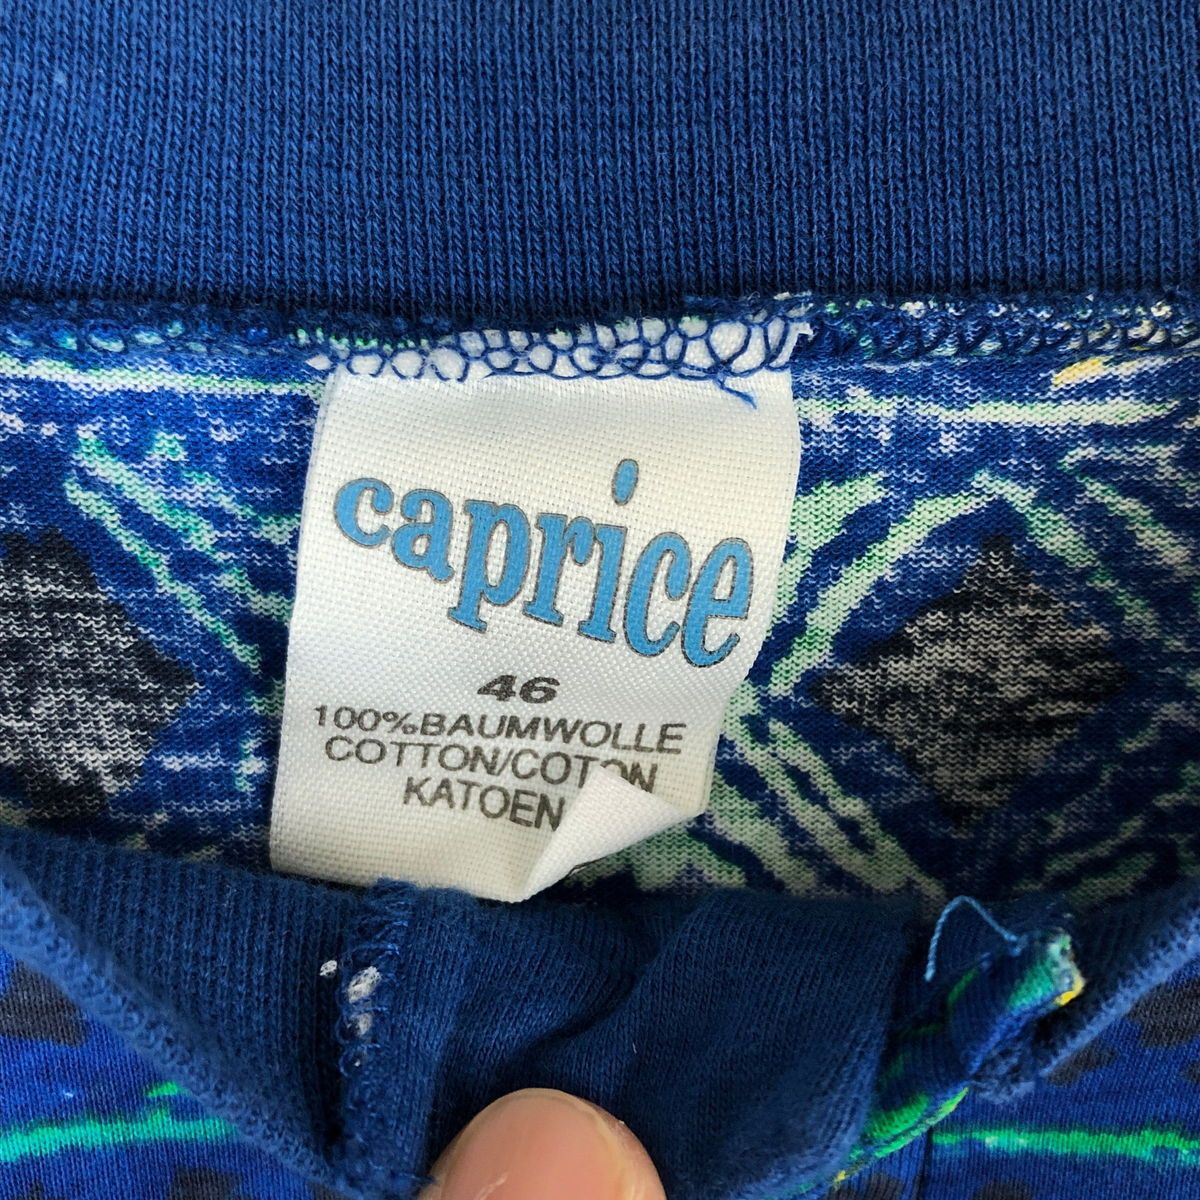 caprice
46
100%BAUMWOLLE
COTTON/COTON
KATOEN